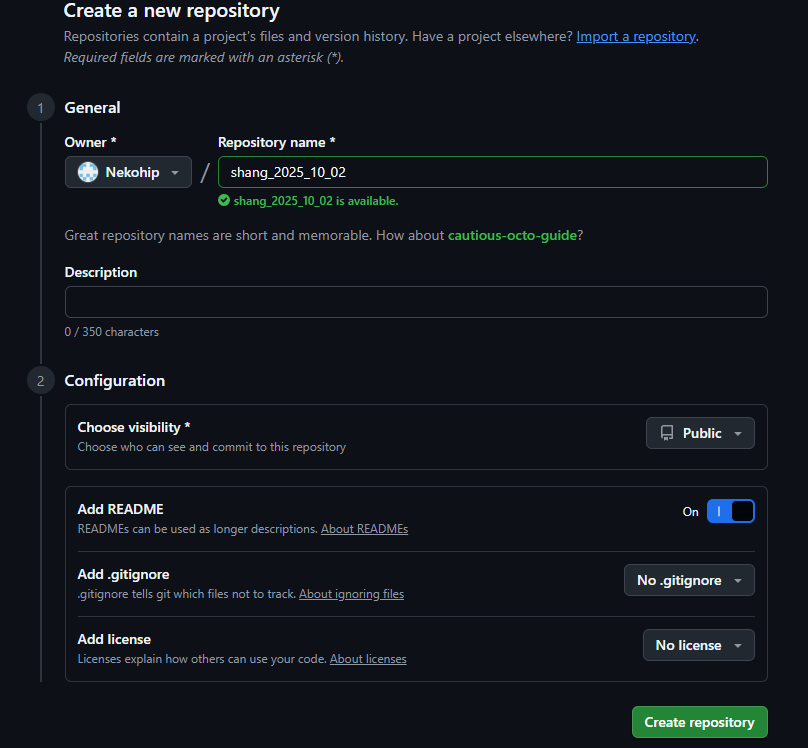 Create a new repository
Repositories contain a project's files and version history. Have a project elsewhere? Import a repository.
Required fields are marked with an asterisk (*).
1 General
Owner * Repository name *
Nekohip / shang_2025_10_02
shang_2025_10_02 is available.
Great repository names are short and memorable. How about cautious-octo-guide?
Description
0 / 350 characters
2 Configuration
Choose visibility * Public
Choose who can see and commit to this repository
Add README On
READMEs can be used as longer descriptions. About READMEs
Add .gitignore No .gitignore
.gitignore tells git which files not to track. About ignoring files
Add license No license
Licenses explain how others can use your code. About licenses
Create repository